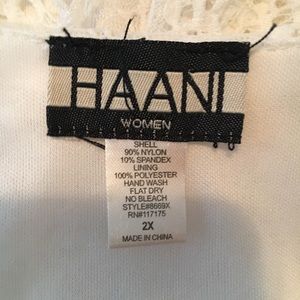 HAANI
WOMEN
SHELL
90% NYLON
10% SPANDEX
LINING
100% POLYESTER
HAND WASH
FLAT DRY
NO BLEACH
STYLE#8669X
RN#117175
2X
MADE IN CHINA